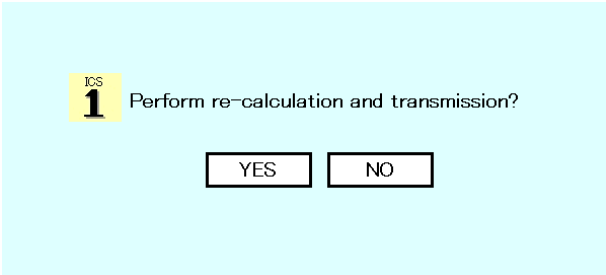 ICS
1
Perform re-calculation and transmission?
YES
NO